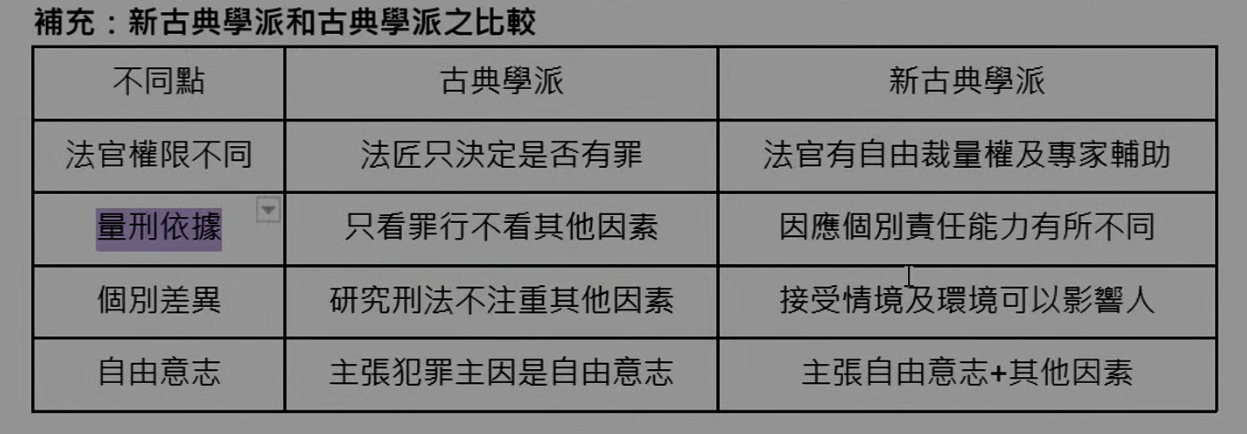 補充：新古典學派和古典學派之比較
不同點 古典學派 新古典學派
法官權限不同 法匠只決定是否有罪 法官有自由裁量權及專家輔助
量刑依據 只看罪行不看其他因素 因應個別責任能力有所不同
個別差異 研究刑法不注重其他因素 接受情境及環境可以影響人
自由意志 主張犯罪主因是自由意志 主張自由意志+其他因素